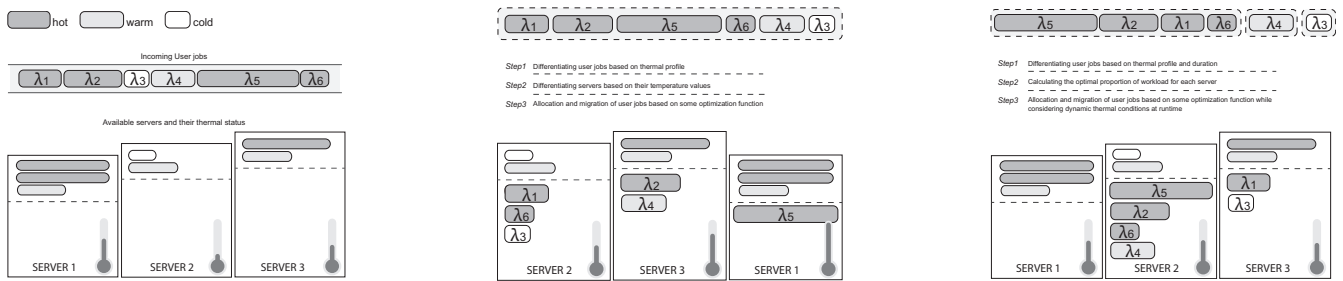 hot warm cold
Incoming User jobs
λ1 λ2 λ3 λ4 λ5 λ6
Available servers and their thermal status
SERVER 1 SERVER 2 SERVER 3
λ1 λ2 λ5 λ6 λ4 λ3
Step1 Differentiating user jobs based on thermal profile
Step2 Differentiating servers based on their temperature values
Step3 Allocation and migration of user jobs based on some optimization function
λ1
λ6
λ3
SERVER 2
λ2
λ4
SERVER 3
λ5
SERVER 1
λ5 λ2 λ1 λ6 λ4 λ3
Step1 Differentiating user jobs based on thermal profile and duration
Step2 Calculating the optimal proportion of workload for each server
Step3 Allocation and migration of user jobs based on some optimization function while
considering dynamic thermal conditions at runtime
SERVER 1
λ5
λ2
λ6
λ4
SERVER 2
λ1
λ3
SERVER 3